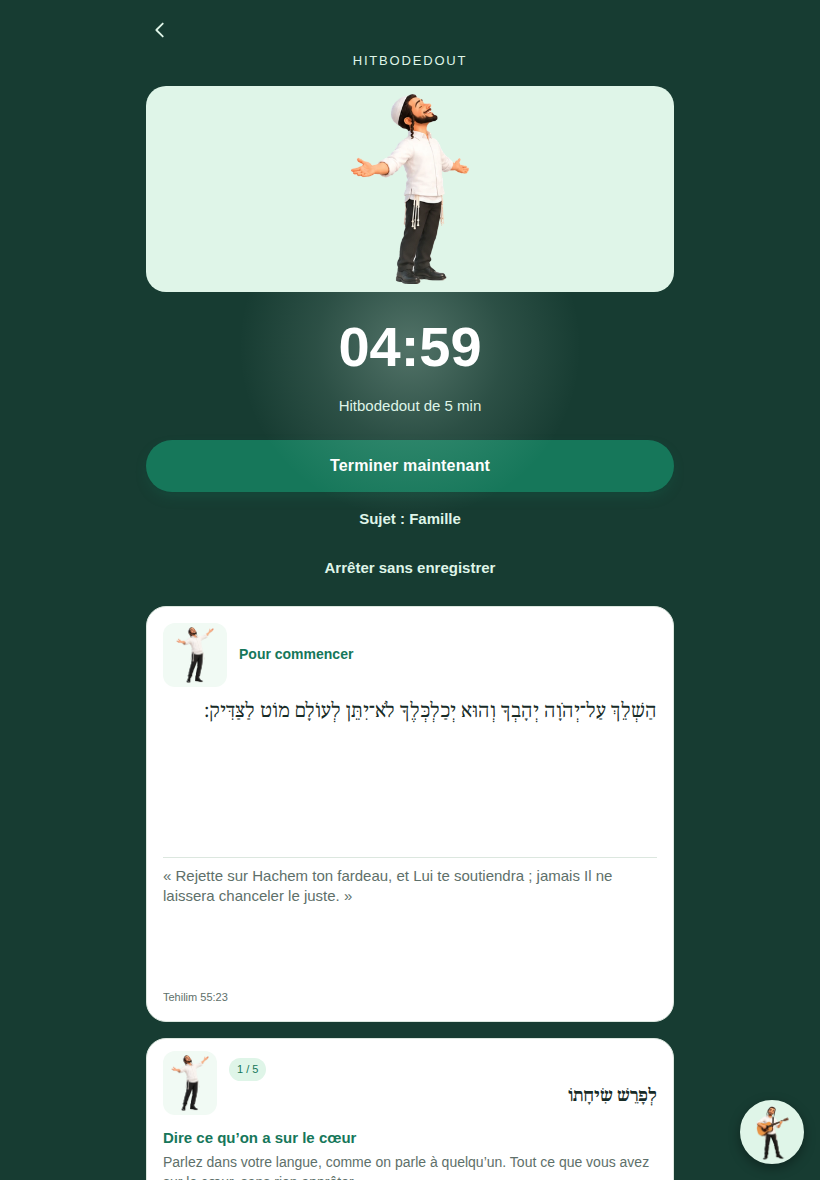 HITBODEDOUT
04:59
Hitbodedout de 5 min
Terminer maintenant
Sujet : Famille
Arrêter sans enregistrer
Pour commencer
הַשְׁלֵךְ עַל־יְהֹוָה יְהָבְךָ וְהוּא יְכַלְכְּלֶךָ לֹא־יִתֵּן לְעוֹלָם מוֹט לַצַּדִּיק׃
« Rejette sur Hachem ton fardeau, et Lui te soutiendra ; jamais Il ne
laissera chanceler le juste. »
Tehilim 55:23
1 / 5
לְפָרֵשׁ שִׂיחָתוֹ
Dire ce qu’on a sur le cœur
Parlez dans votre langue, comme on parle à quelqu’un. Tout ce que vous avez